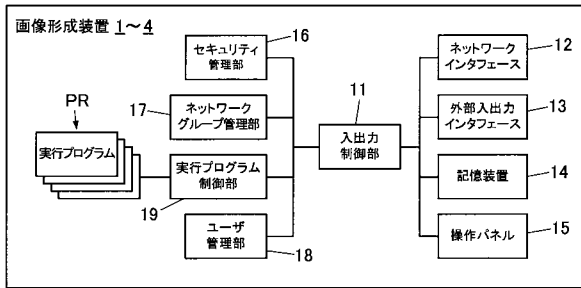 画像形成装置 1～4
PR
実行プログラム
16
セキュリティ
管理部
17
ネットワーク
グループ管理部
実行プログラム
制御部
19
ユーザ
管理部
18
11
入出力
制御部
ネットワーク
インタフェース
12
外部入出力
インタフェース
13
記憶装置
14
操作パネル
15